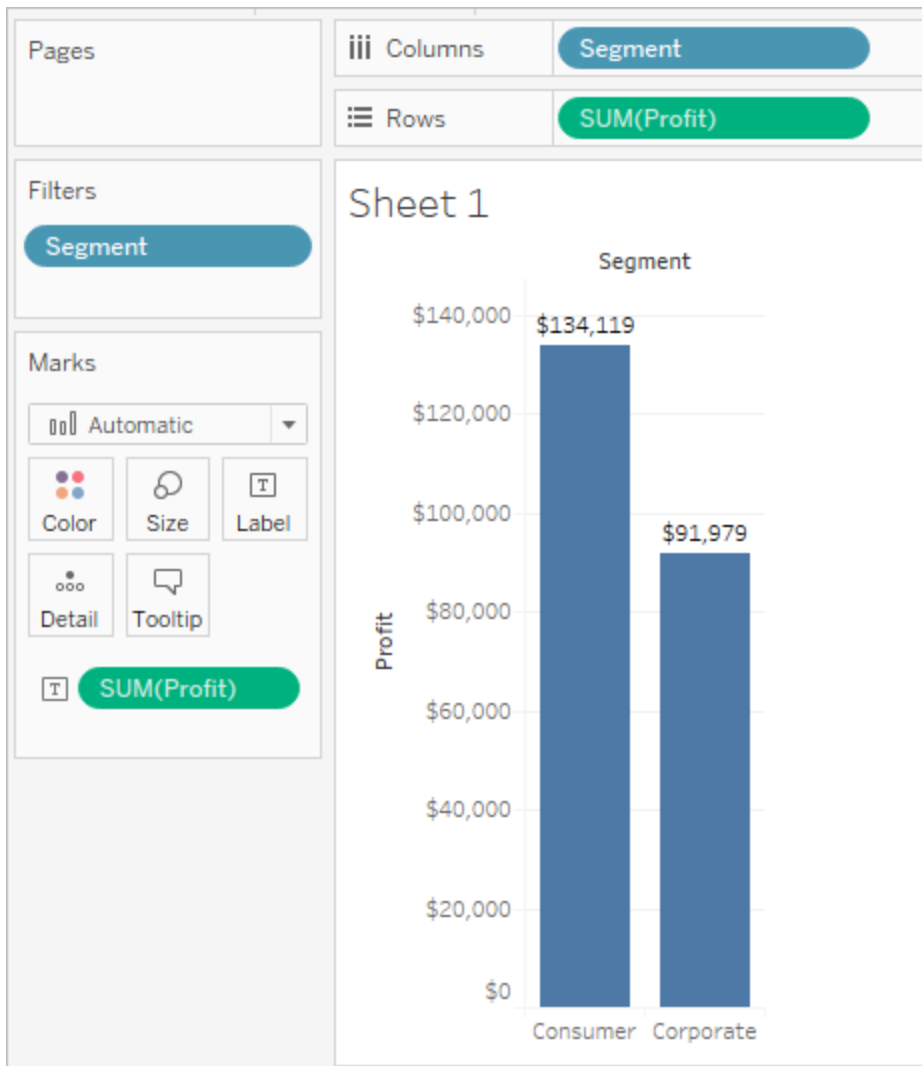 Pages
Columns
Segment
Rows
SUM(Profit)
Filters
Segment
Marks
Automatic
Color
Size
T
Label
Detail
Tooltip
T
SUM(Profit)
Sheet 1
Segment
$140,000
$134,119
$120,000
$100,000
$91,979
$80,000
Profit
$60,000
$40,000
$20,000
$0
Consumer Corporate